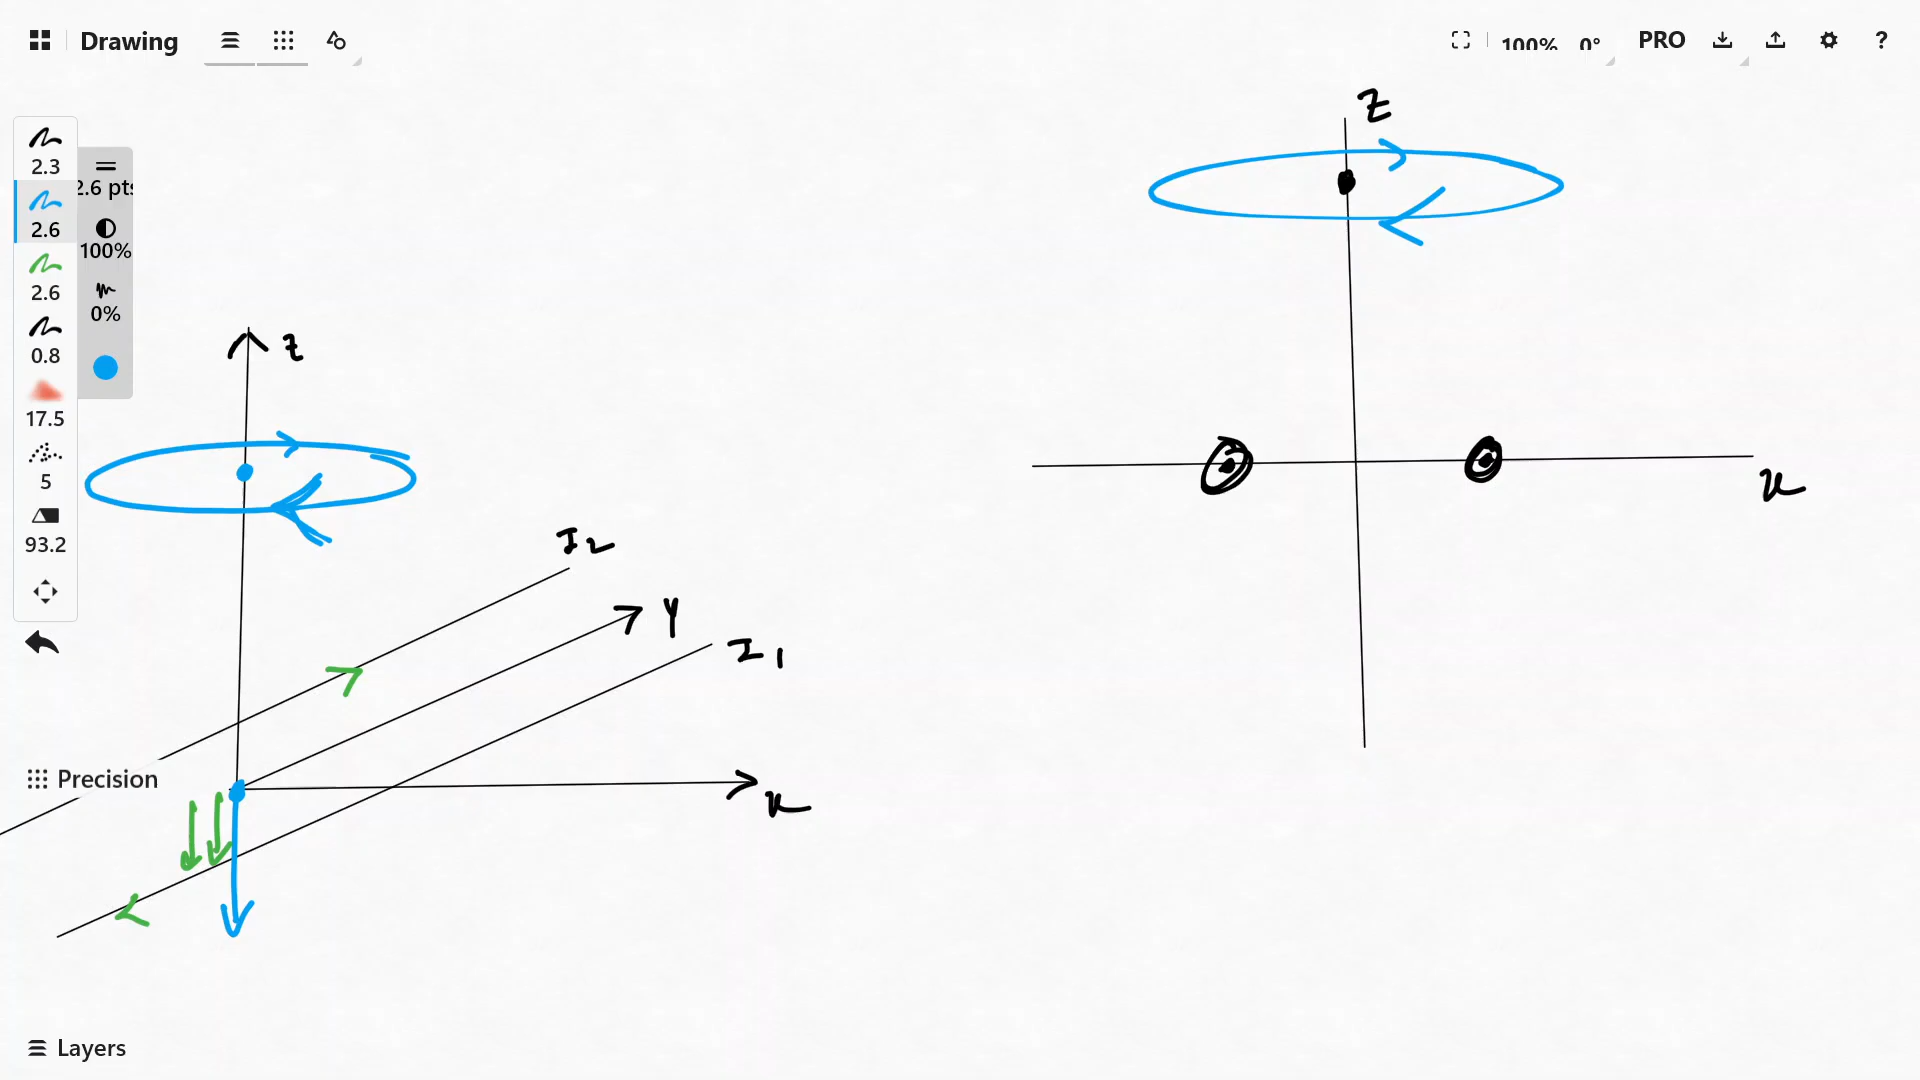 Drawing
100% 0° PRO ?
2.3
2.6
2.6
0.8
17.5
5
93.2
2.6 pts
100%
0%
z
I2
Y
I1
x
Z
x
Precision
Layers